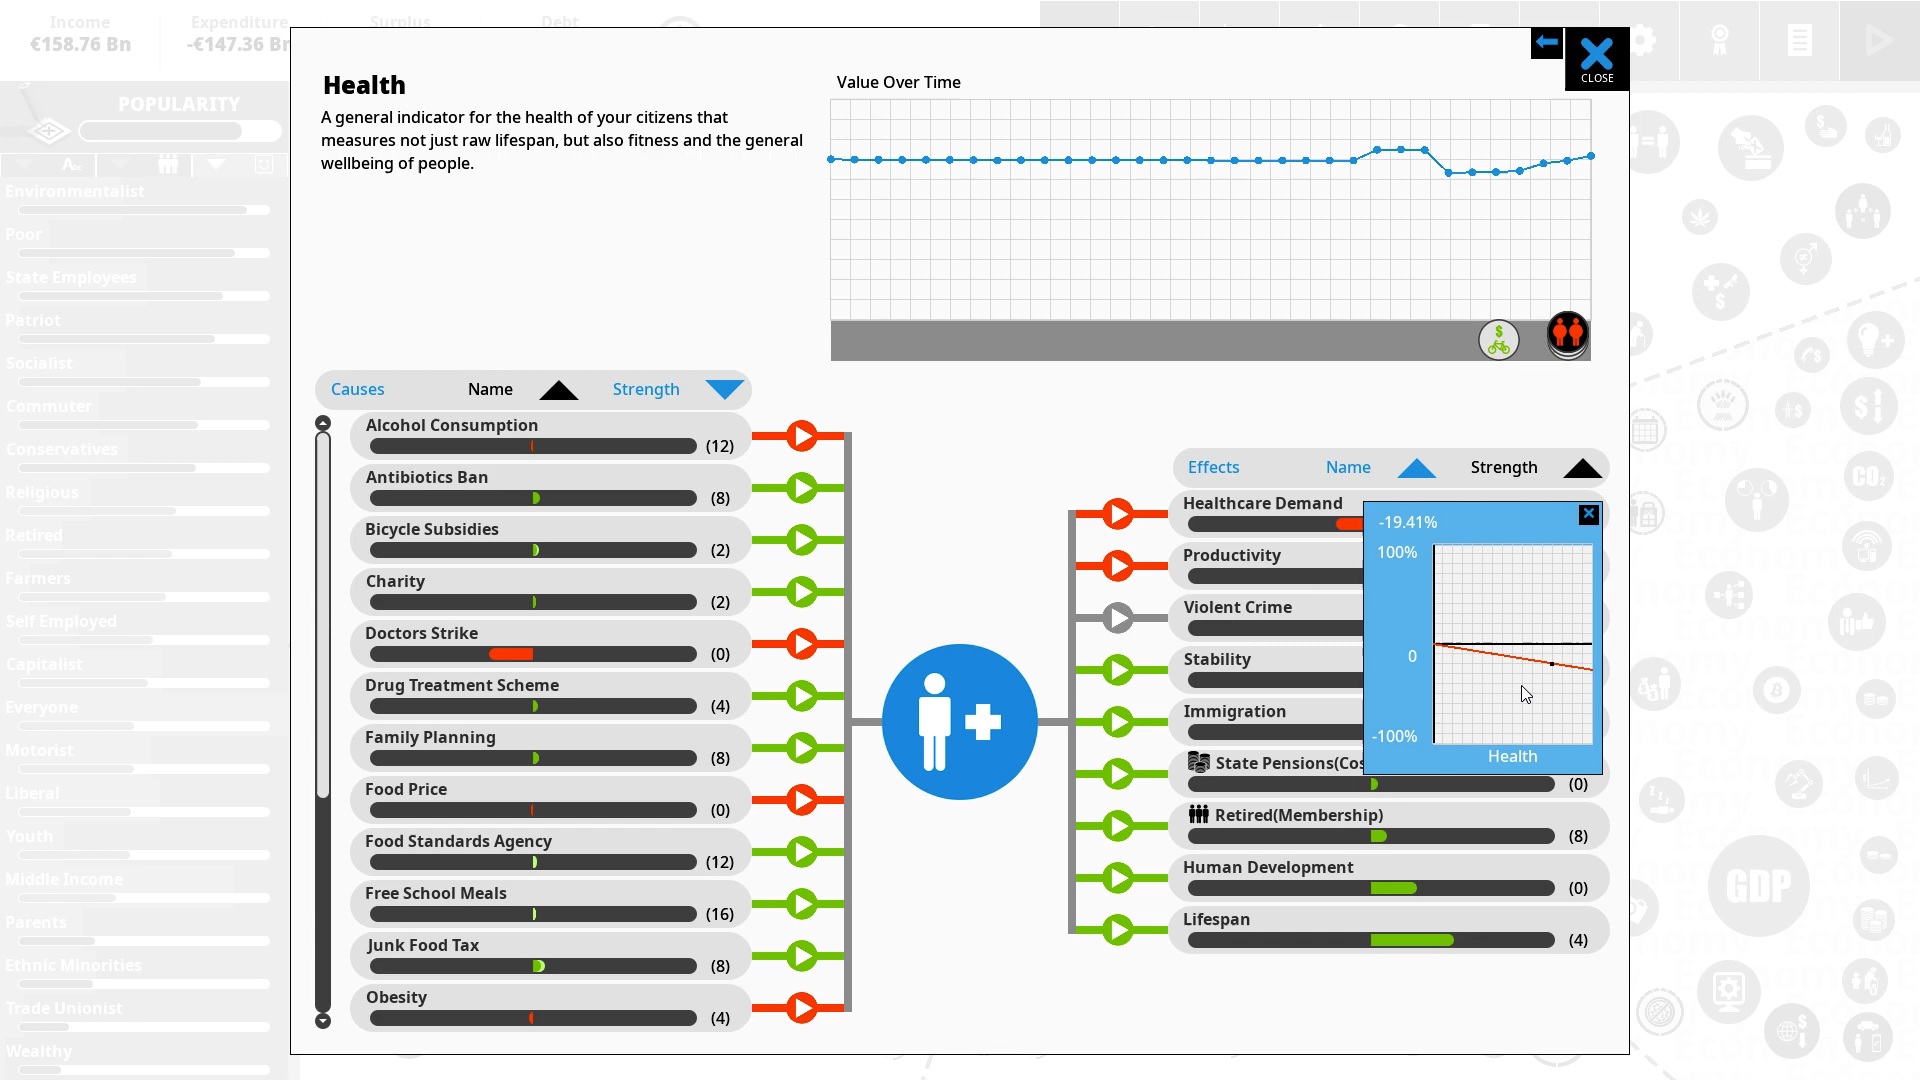 Income
Expenditure
Surplus
Debt
€158.76 Bn
-€147.36 Bn
POPULARITY
Environmentalist
Poor
State Employees
Patriot
Socialist
Commuter
Conservatives
Religious
Retired
Farmers
Self Employed
Capitalist
Everyone
Motorist
Liberal
Youth
Middle Income
Parents
Ethnic Minorities
Trade Unionist
Wealthy
Health
A general indicator for the health of your citizens that
measures not just raw lifespan, but also fitness and the general
wellbeing of people.
Value Over Time
CLOSE
Causes Name Strength
Alcohol Consumption
(12)
Antibiotics Ban
(8)
Bicycle Subsidies
(2)
Charity
(2)
Doctors Strike
(0)
Drug Treatment Scheme
(4)
Family Planning
(8)
Food Price
(0)
Food Standards Agency
(12)
Free School Meals
(16)
Junk Food Tax
(8)
Obesity
(4)
Effects Name Strength
Healthcare Demand
Productivity
Violent Crime
Stability
Immigration
State Pensions(Cos
(0)
Retired(Membership)
(8)
Human Development
(0)
Lifespan
(4)
-19.41%
100%
0
-100%
Health
CO₂
GDP